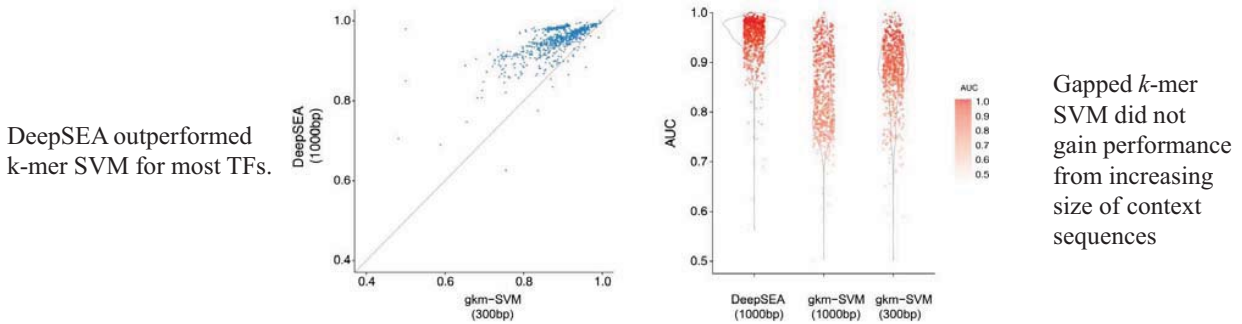 DeepSEA outperformed
k-mer SVM for most TFs.
DeepSEA
(1000bp)
1.0
0.8
0.6
0.4
0.4
0.6
0.8
1.0
gkm−SVM
(300bp)
AUC
1.0
0.9
0.8
0.7
0.6
0.5
DeepSEA
(1000bp)
gkm−SVM
(1000bp)
gkm−SVM
(300bp)
AUC
1.0
0.9
0.8
0.7
0.6
0.5
Gapped k-mer
SVM did not
gain performance
from increasing
size of context
sequences